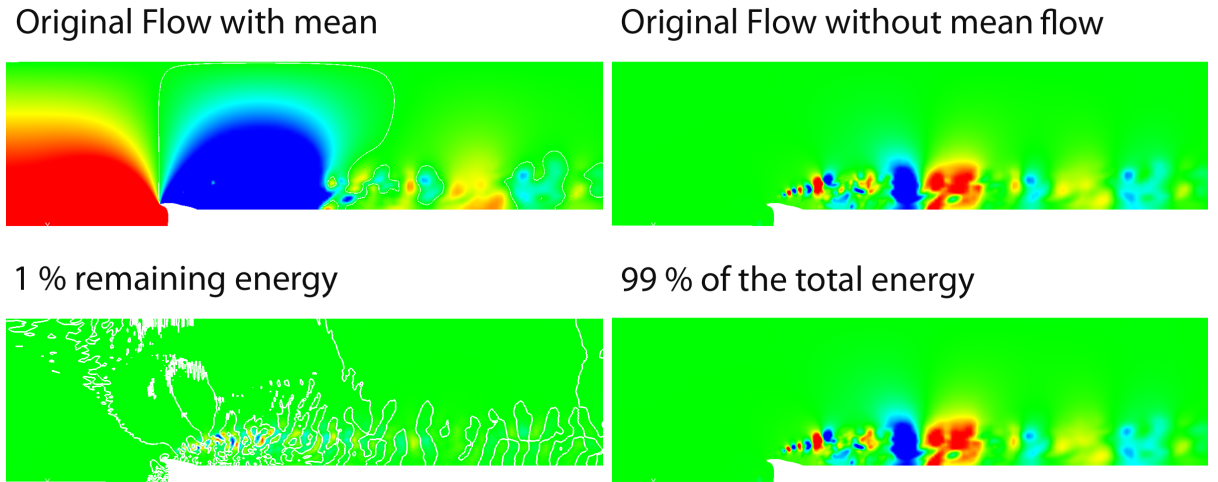 Original Flow with mean
Original Flow without mean flow
1 % remaining energy
99 % of the total energy